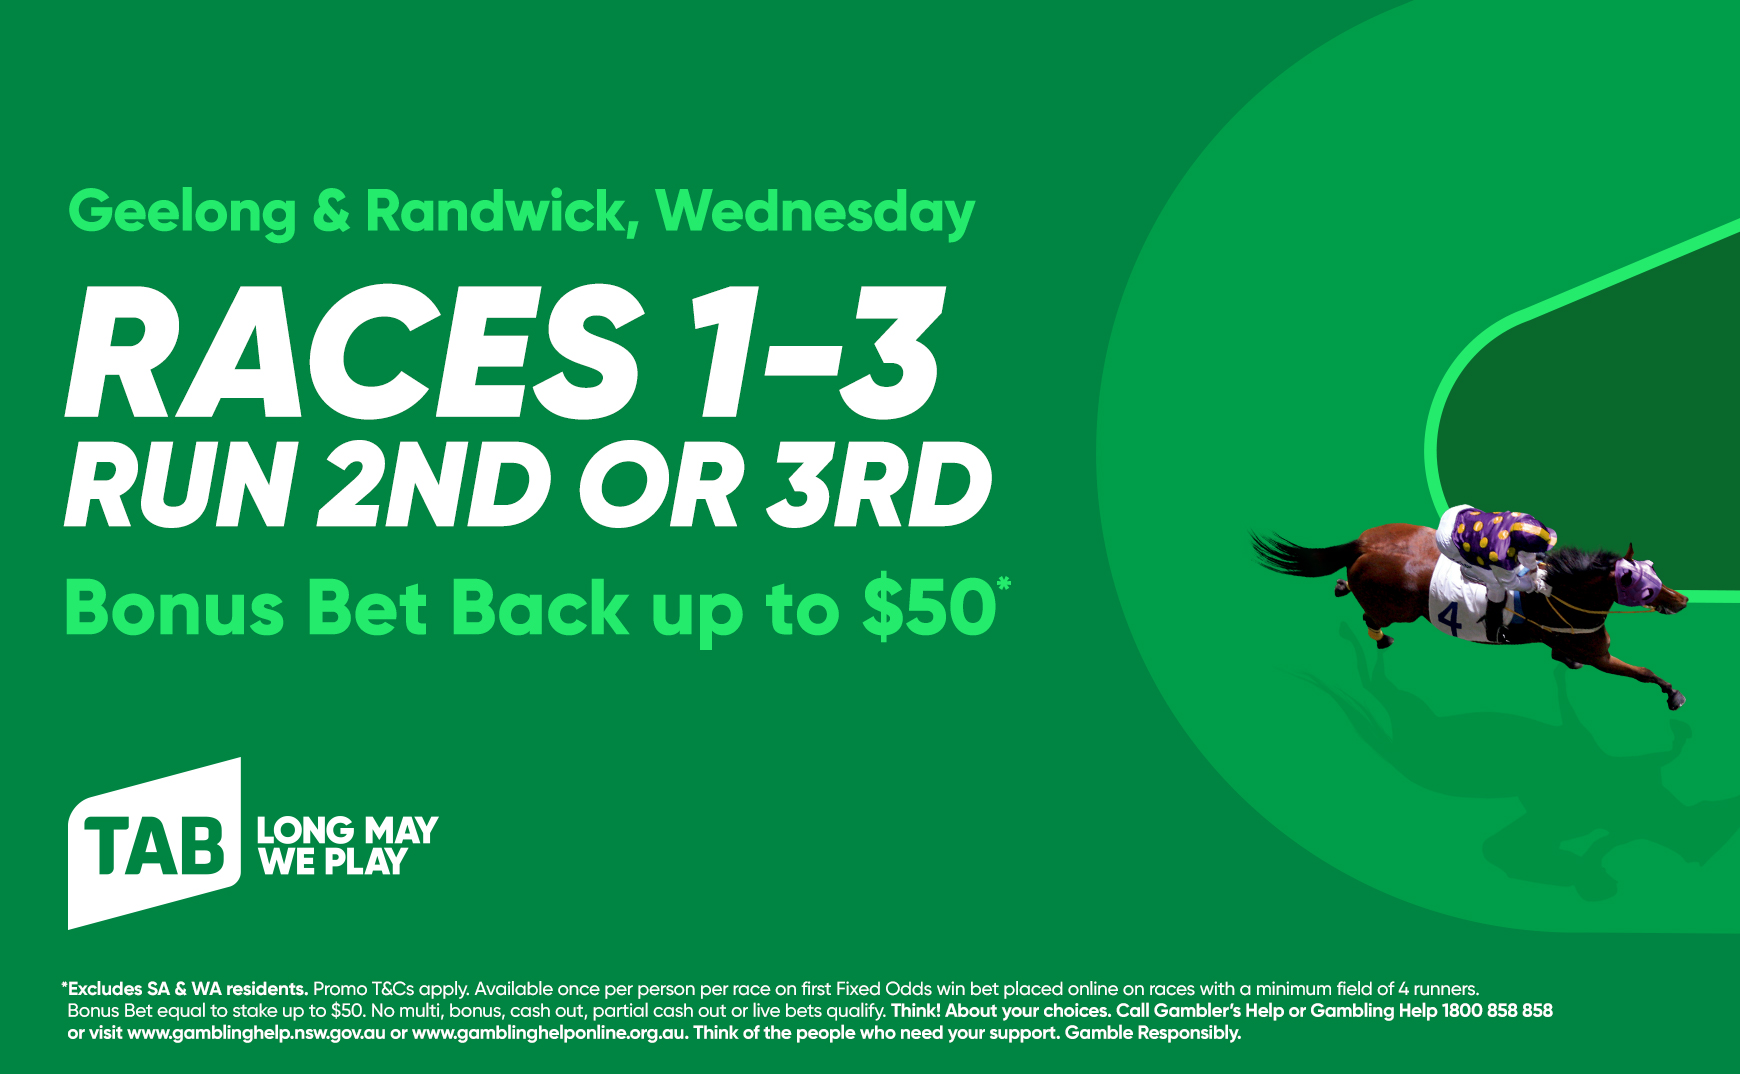 Geelong & Randwick, Wednesday
RACES 1-3
RUN 2ND OR 3RD
Bonus Bet Back up to $50*
4
TAB
LONG MAY
WE PLAY
*Excludes SA & WA residents. Promo T&Cs apply. Available once per person per race on first Fixed Odds win bet placed online on races with a minimum field of 4 runners.
Bonus Bet equal to stake up to $50. No multi, bonus, cash out, partial cash out or live bets qualify. Think! About your choices. Call Gambler's Help or Gambling Help 1800 858 858
or visit www.gamblinghelp.nsw.gov.au or www.gamblinghelponline.org.au. Think of the people who need your support. Gamble Responsibly.